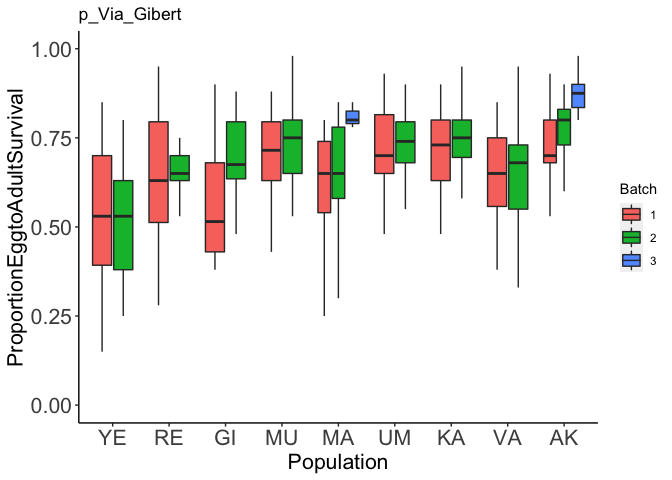 p_Via_Gibert
1.00
0.75
0.50
0.25
0.00
ProportionEggtoAdultSurvival
YE RE GI MU MA UM KA VA AK
Population
Batch
1
2
3